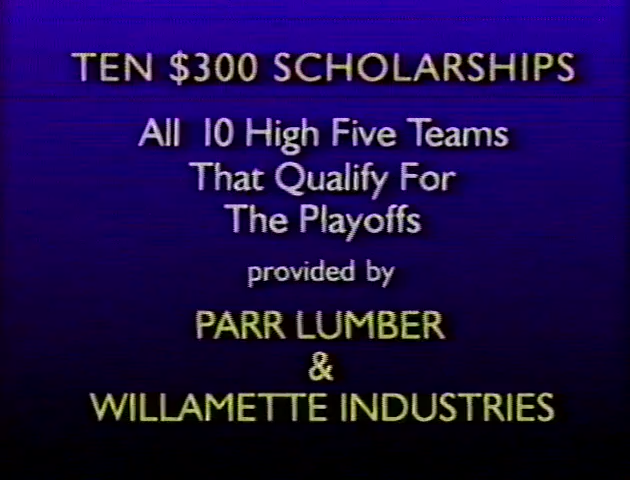 TEN $300 SCHOLARSHIPS
All 10 High Five Teams
That Qualify For
The Playoffs
provided by
PARR LUMBER
&
WILLAMETTE INDUSTRIES